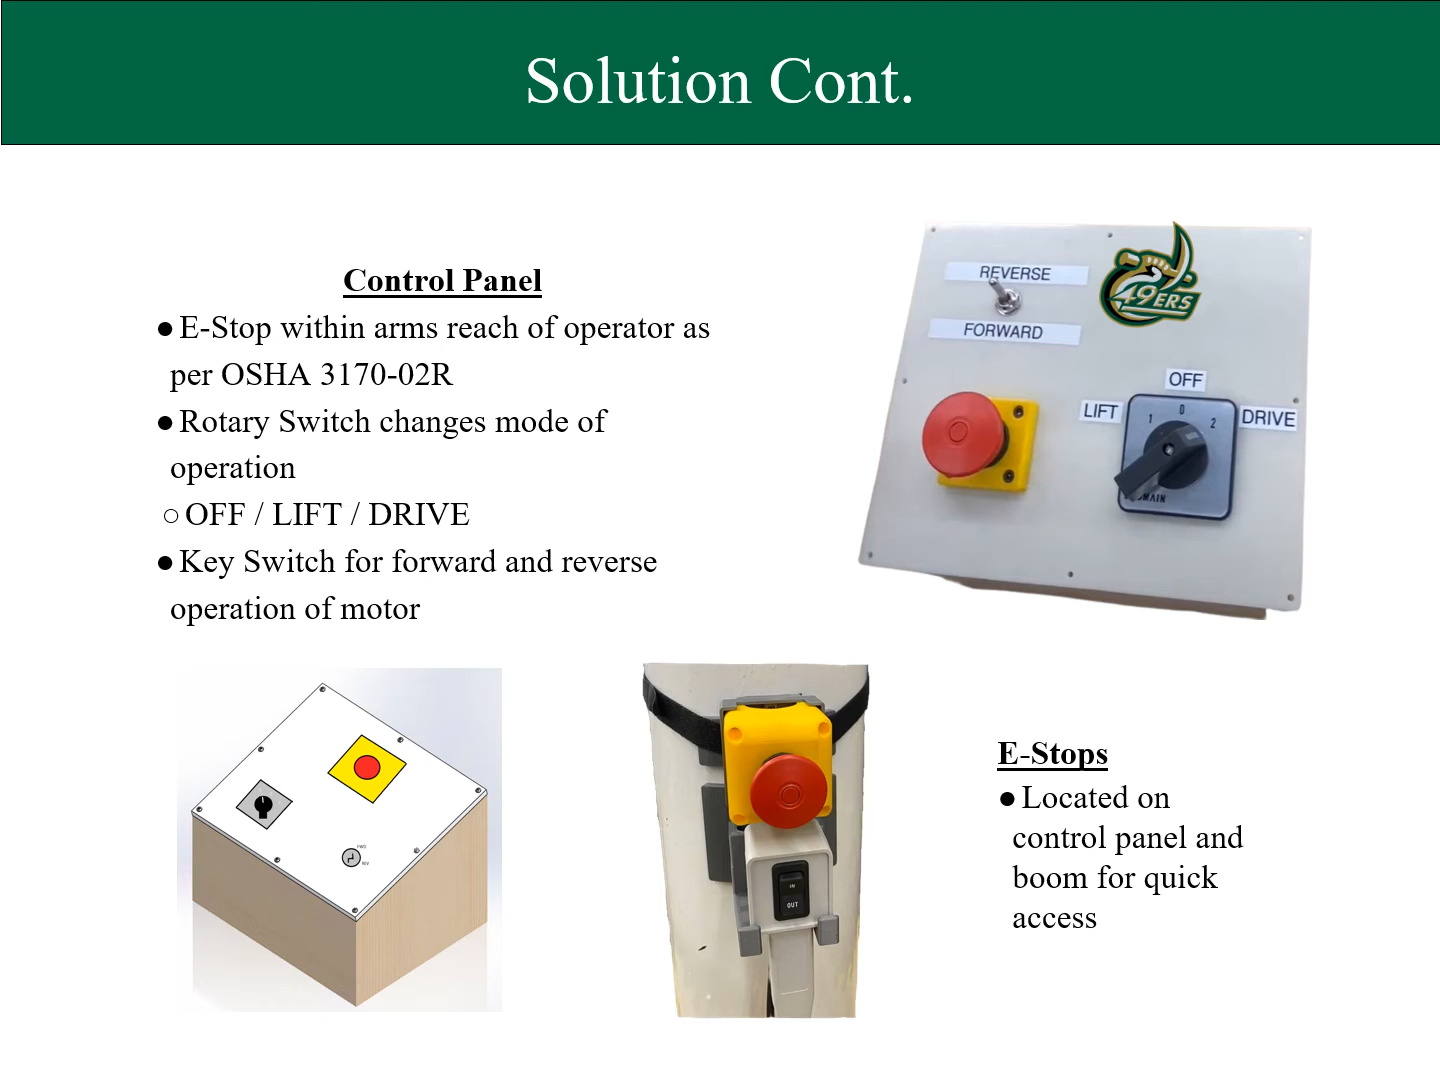 Solution Cont.
Control Panel
● E-Stop within arms reach of operator as
per OSHA 3170-02R
● Rotary Switch changes mode of
operation
○ OFF / LIFT / DRIVE
● Key Switch for forward and reverse
operation of motor
REVERSE
FORWARD
49ERS
OFF
LIFT
DRIVE
1 0 2
FWD
REV
IN
OUT
E-Stops
● Located on
control panel and
boom for quick
access